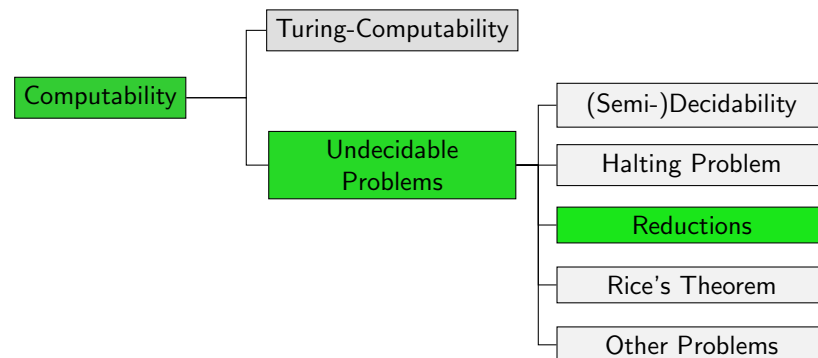 Turing-Computability
Computability
Undecidable
Problems
(Semi-)Decidability
Halting Problem
Reductions
Rice's Theorem
Other Problems